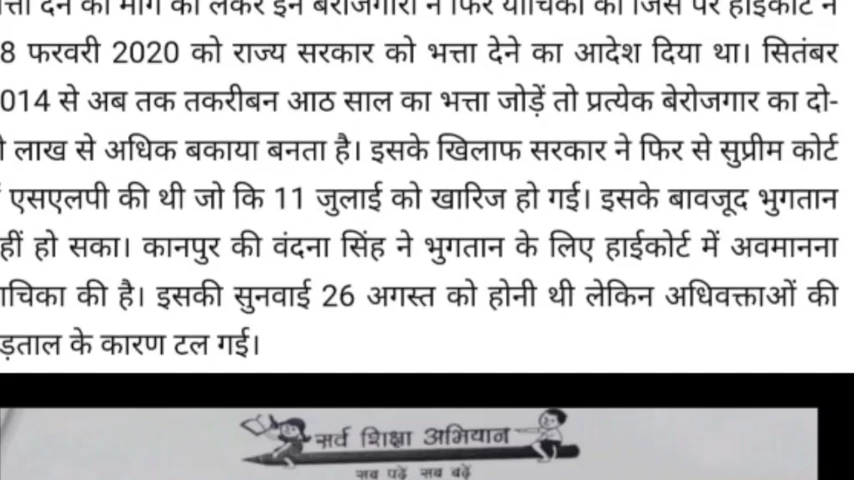 त्ता देने की मांग को लेकर इन बेरोजगारों ने फिर याचिका की जिस पर हाईकोर्ट ने
8 फरवरी 2020 को राज्य सरकार को भत्ता देने का आदेश दिया था। सितंबर
014 से अब तक तकरीबन आठ साल का भत्ता जोड़ें तो प्रत्येक बेरोजगार का दो-
लाख से अधिक बकाया बनता है। इसके खिलाफ सरकार ने फिर से सुप्रीम कोर्ट
एसएलपी की थी जो कि 11 जुलाई को खारिज हो गई। इसके बावजूद भुगतान
हीं हो सका। कानपुर की वंदना सिंह ने भुगतान के लिए हाईकोर्ट में अवमानना
ाचिका की है। इसकी सुनवाई 26 अगस्त को होनी थी लेकिन अधिवक्ताओं की
ड़ताल के कारण टल गई।
सर्व शिक्षा अभियान
सब पढ़ें सब बढ़ें